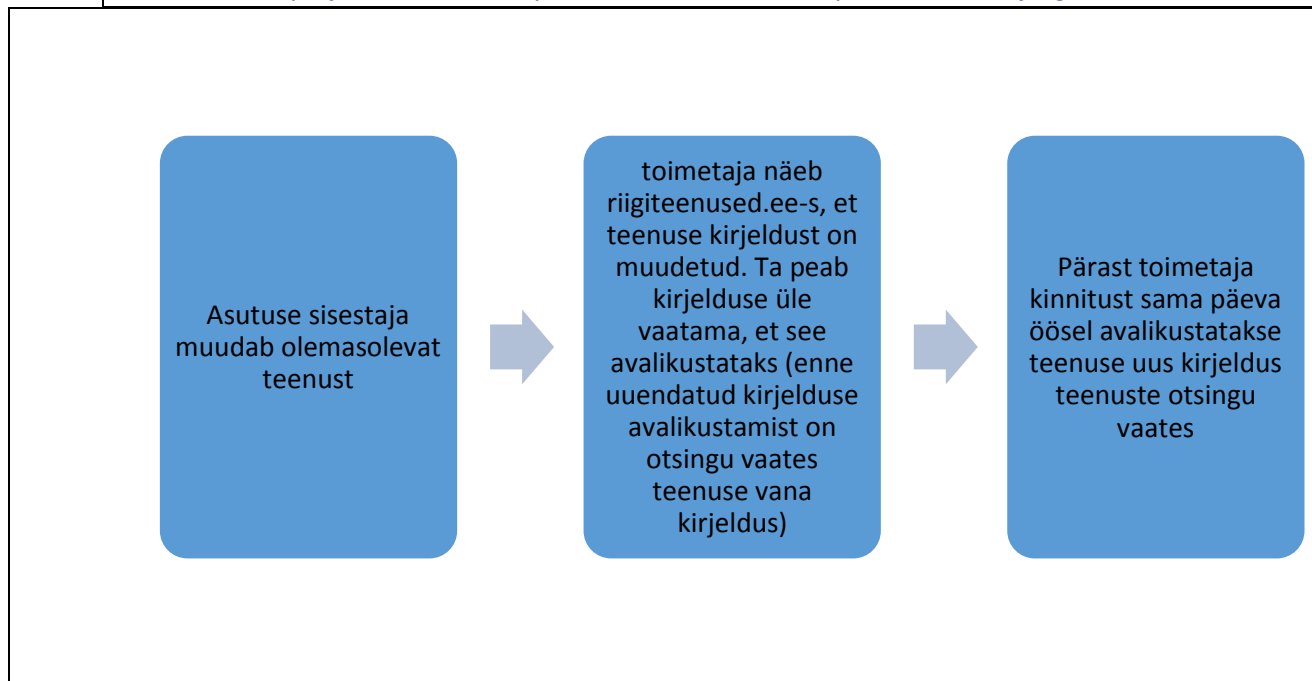 Asutuse sisestaja
muudab olemasolevat
teenust
toimetaja näeb
riigiteenused.ee-s, et
teenuse kirjeldust on
muudetud. Ta peab
kirjelduse üle
vaatama, et see
avalikustataks (enne
uuendatud kirjelduse
avalikustamist on
otsingu vaates
teenuse vana
kirjeldus)
Pärast toimetaja
kinnitust sama päeva
öösel avalikustatakse
teenuse uus kirjeldus
teenuste otsingu
vaates